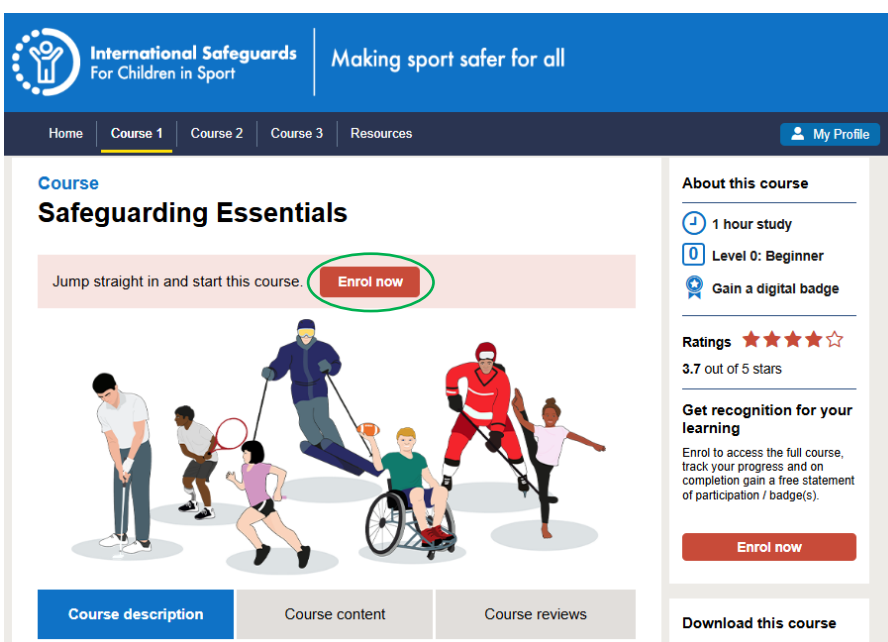 International Safeguards
For Children in Sport
Making sport safer for all
Home
Course 1
Course 2
Course 3
Resources
My Profile
Course
Safeguarding Essentials
Jump straight in and start this course.
Enrol now
Course description
Course content
Course reviews
About this course
1 hour study
0
Level 0: Beginner
Gain a digital badge
Ratings
3.7 out of 5 stars
Get recognition for your
learning
Enrol to access the full course,
track your progress and on
completion gain a free statement
of participation / badge(s).
Enrol now
Download this course